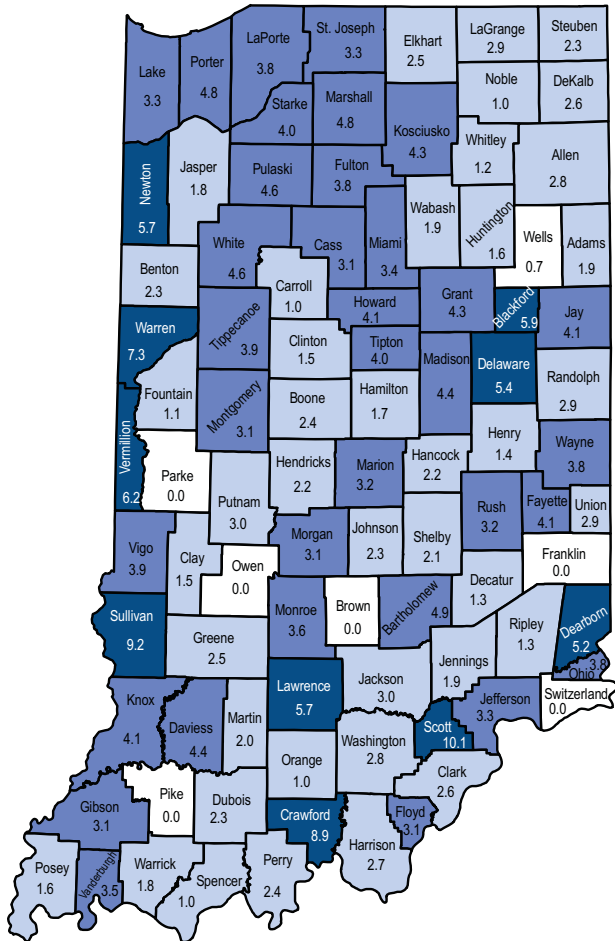 Lake
3.3
Porter
4.8
LaPorte
3.8
St. Joseph
3.3
Elkhart
2.5
LaGrange
2.9
Steuben
2.3
Noble
1.0
DeKalb
2.6
Starke
4.0
Marshall
4.8
Kosciusko
4.3
Whitley
1.2
Allen
2.8
Newton
5.7
Jasper
1.8
Pulaski
4.6
Fulton
3.8
Wabash
1.9
Huntington
1.6
Wells
0.7
Adams
1.9
Benton
2.3
White
4.6
Cass
3.1
Miami
3.4
Carroll
1.0
Howard
4.1
Grant
4.3
Blackford
5.9
Jay
4.1
Warren
7.3
Tippecanoe
3.9
Clinton
1.5
Tipton
4.0
Madison
4.4
Delaware
5.4
Randolph
2.9
Fountain
1.1
Montgomery
3.1
Boone
2.4
Hamilton
1.7
Henry
1.4
Wayne
3.8
Vermillion
6.2
Parke
0.0
Putnam
3.0
Hendricks
2.2
Marion
3.2
Hancock
2.2
Rush
3.2
Fayette
4.1
Union
2.9
Vigo
3.9
Clay
1.5
Owen
0.0
Morgan
3.1
Johnson
2.3
Shelby
2.1
Decatur
1.3
Franklin
0.0
Sullivan
9.2
Greene
2.5
Monroe
3.6
Brown
0.0
Bartholomew
4.9
Jennings
1.9
Ripley
1.3
Dearborn
5.2
3.8
Ohio
Switzerland
0.0
Knox
4.1
Daviess
4.4
Martin
2.0
Lawrence
5.7
Jackson
3.0
Scott
10.1
Jefferson
3.3
Orange
1.0
Washington
2.8
Clark
2.6
Gibson
3.1
Pike
0.0
Dubois
2.3
Crawford
8.9
Harrison
2.7
Floyd
3.1
Posey
1.6
Vanderburgh
3.5
Warrick
1.8
Spencer
1.0
Perry
2.4